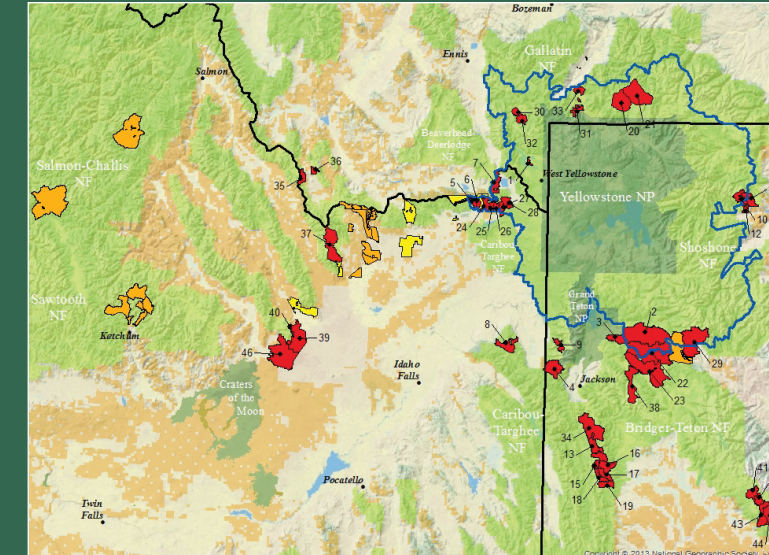 Bozeman
Gallatin
NF
Ennis
Salmon
30
33
31
20
21
32
Beaverhead-
Deerlodge
NF
36
7
1
West Yellowstone
35
Salmon-Challis
NF
5
6
27
28
Yellowstone NP
24
25
26
10
12
37
Caribou-
Targhee
NF
Shoshone
NF
Sawtooth
NF
Grand
Teton
NP
2
40
3
Ketchum
8
9
39
29
46
Idaho
Falls
4
Jackson
22
23
Craters
of the
Moon
38
Caribou-
Targhee
NF
34
Bridger-Teton NF
13
16
15
17
41
18
Pocatello
19
Twin
Falls
43
44
Copyright © 2013 National Geographic Society